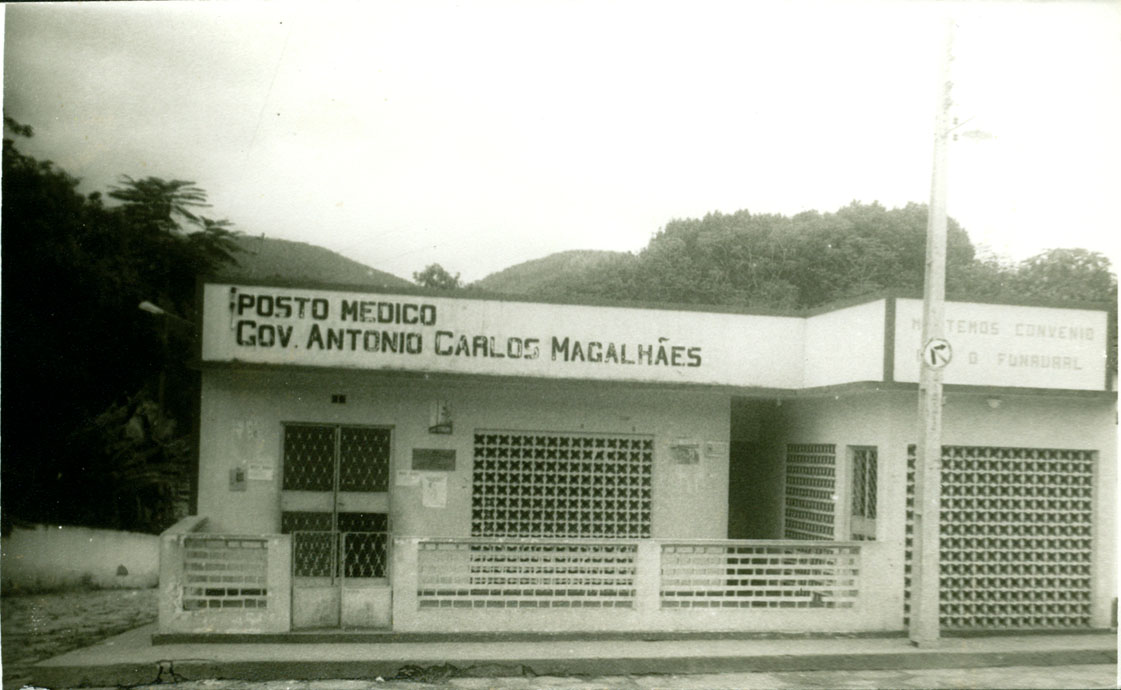 POSTO MEDICO
GOV. ANTONIO CARLOS MAGALHÃES
TEMOS CONVENIO
O FUNRURAL